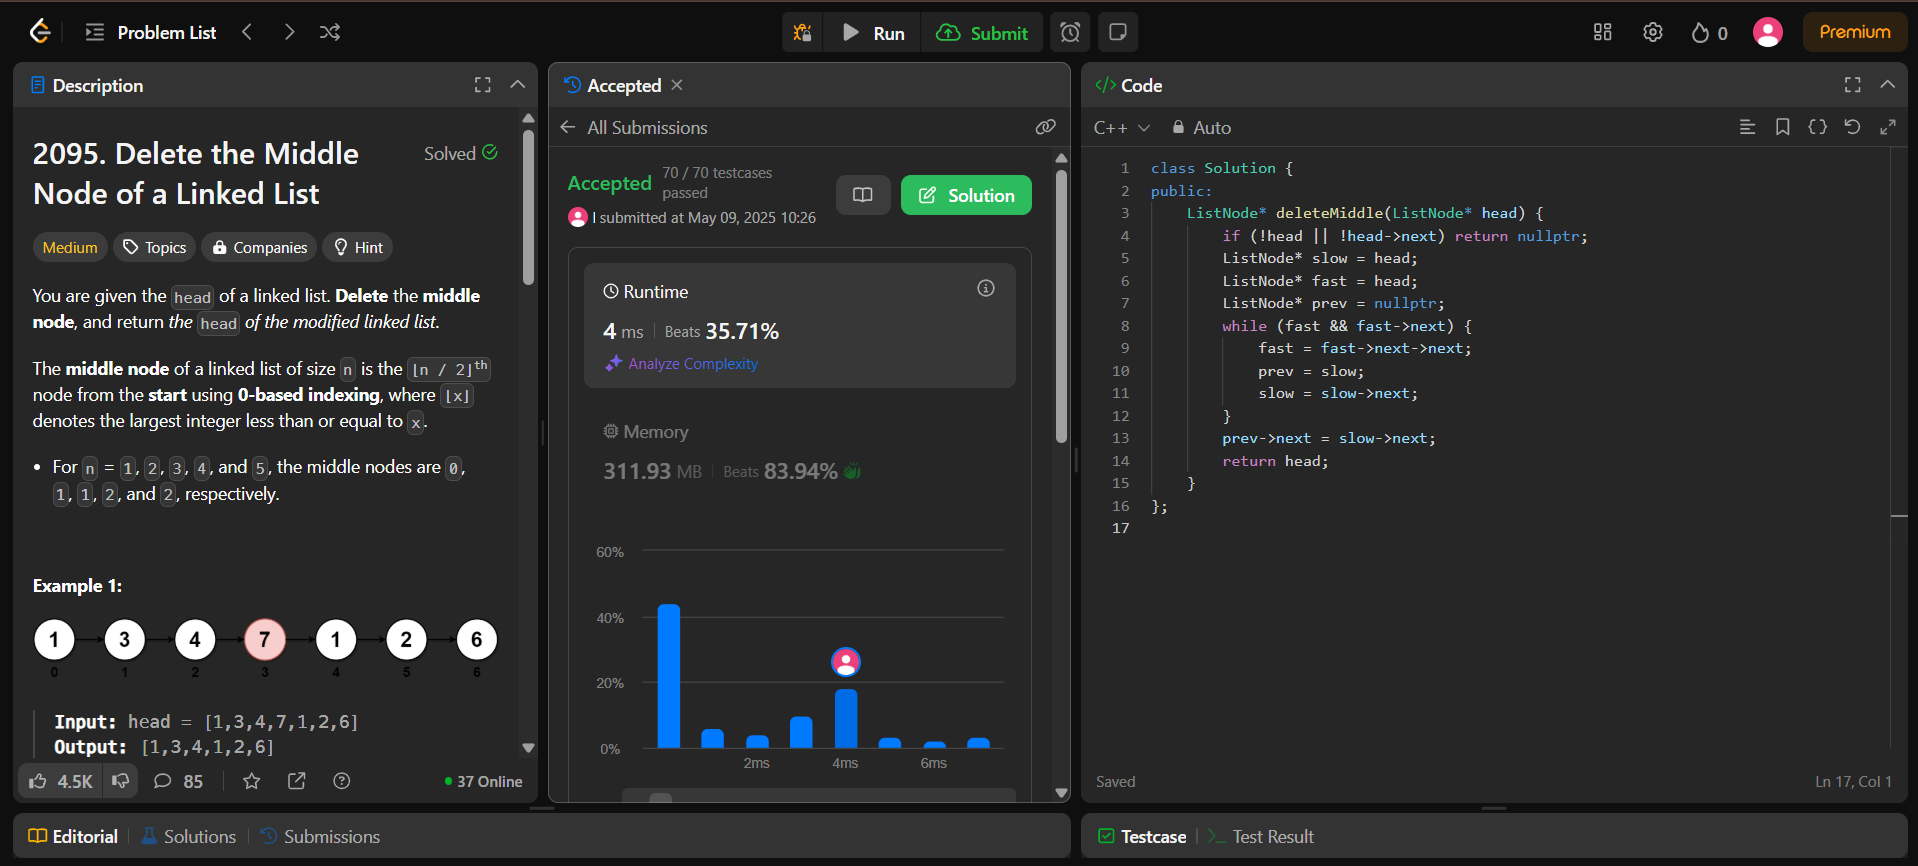 Problem List
Run
Submit
0
Premium
Description
2095. Delete the Middle
Node of a Linked List
Solved
Medium
Topics
Companies
Hint
You are given the head of a linked list. Delete the middle
node, and return the head of the modified linked list.
The middle node of a linked list of size n is the ⌊n / 2⌋th
node from the start using 0-based indexing, where ⌊x⌋
denotes the largest integer less than or equal to x.
• For n = 1, 2, 3, 4, and 5, the middle nodes are 0,
1, 1, 2, and 2, respectively.
Example 1:
1 3 4 7 1 2 6
0 1 2 3 4 5 6
Input: head = [1,3,4,7,1,2,6]
Output: [1,3,4,1,2,6]
4.5K
85
37 Online
Accepted
All Submissions
Accepted
70 / 70 testcases
passed
I submitted at May 09, 2025 10:26
Solution
Runtime
4 ms
Beats 35.71%
Analyze Complexity
Memory
311.93 MB
Beats 83.94%
60%
40%
20%
0%
2ms
4ms
6ms
Editorial
Solutions
Submissions
</> Code
C++
Auto
1 class Solution {
2 public:
3 ListNode* deleteMiddle(ListNode* head) {
4 if (!head || !head->next) return nullptr;
5 ListNode* slow = head;
6 ListNode* fast = head;
7 ListNode* prev = nullptr;
8 while (fast && fast->next) {
9 fast = fast->next->next;
10 prev = slow;
11 slow = slow->next;
12 }
13 prev->next = slow->next;
14 return head;
15 }
16 };
17
Saved
Ln 17, Col 1
Testcase
Test Result